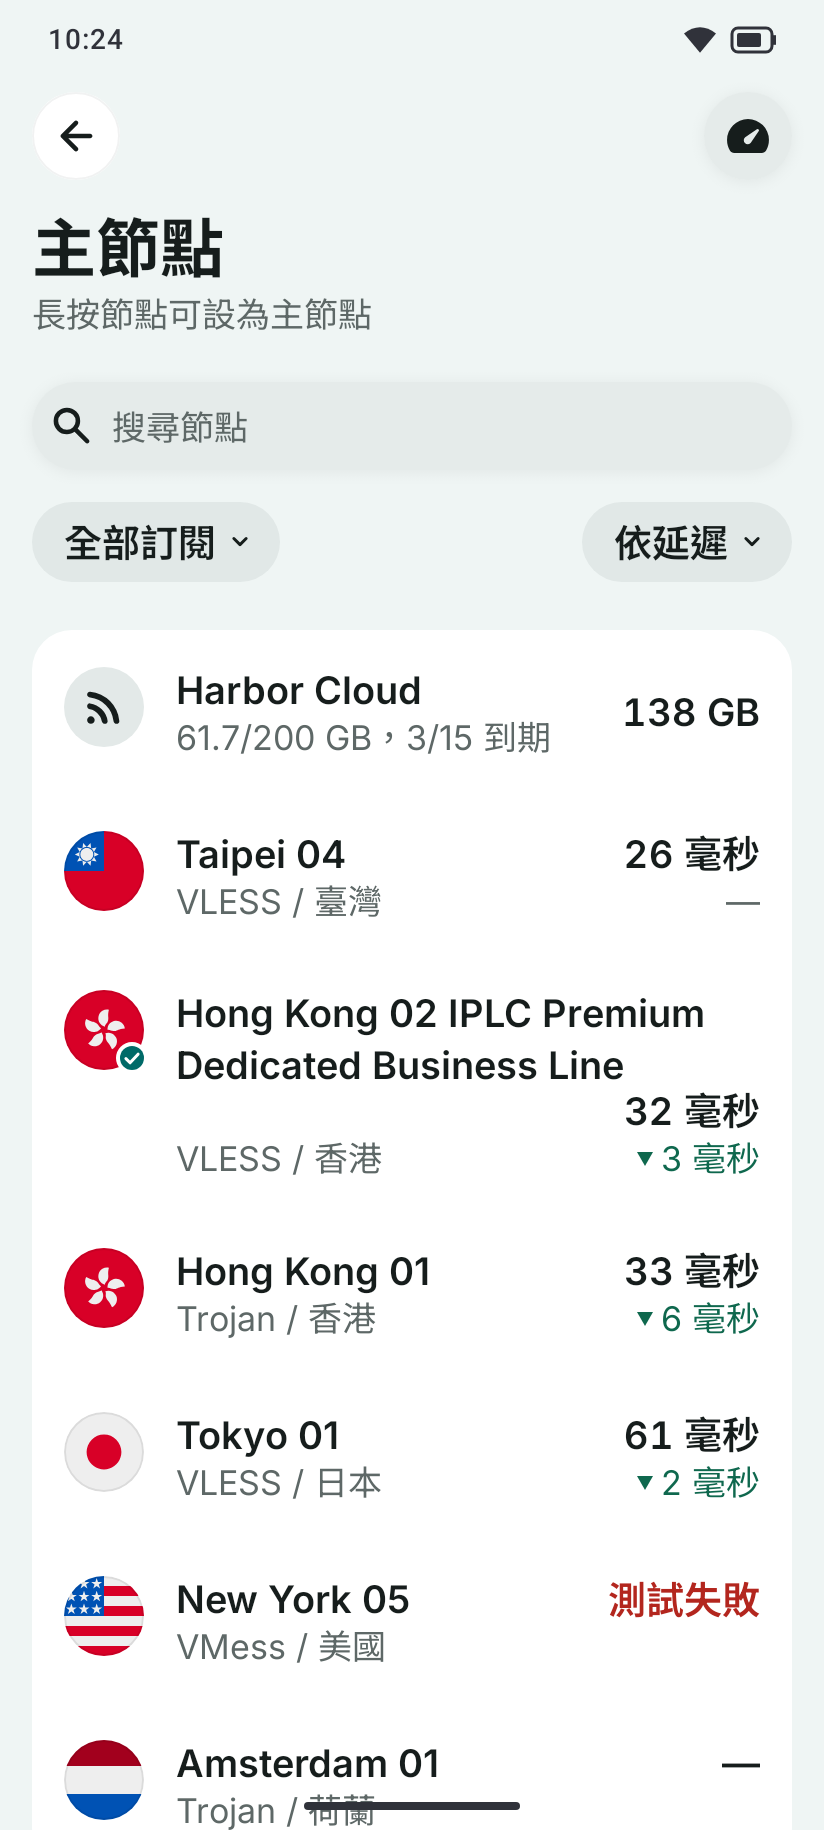 10:24
主節點
長按節點可設為主節點
搜尋節點
全部訂閱
依延遲
Harbor Cloud
138 GB
61.7/200 GB，3/15 到期
Taipei 04
26 毫秒
VLESS / 臺灣
—
Hong Kong 02 IPLC Premium
Dedicated Business Line
32 毫秒
VLESS / 香港
▼3 毫秒
Hong Kong 01
33 毫秒
Trojan / 香港
▼6 毫秒
Tokyo 01
61 毫秒
VLESS / 日本
▼2 毫秒
New York 05
測試失敗
VMess / 美國
Amsterdam 01
—
Trojan / 荷蘭